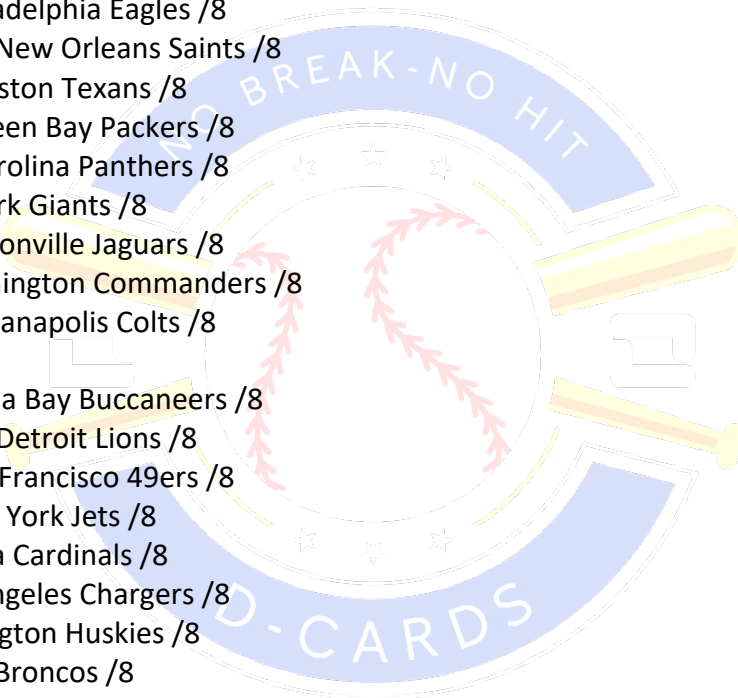 adelphia Eagles /8
New Orleans Saints /8
ston Texans /8
een Bay Packers /8
rolina Panthers /8
rk Giants /8
onville Jaguars /8
ington Commanders /8
anapolis Colts /8
a Bay Buccaneers /8
Detroit Lions /8
Francisco 49ers /8
York Jets /8
a Cardinals /8
ngeles Chargers /8
gton Huskies /8
Broncos /8
NO BREAK-NO HIT
D-CARDS